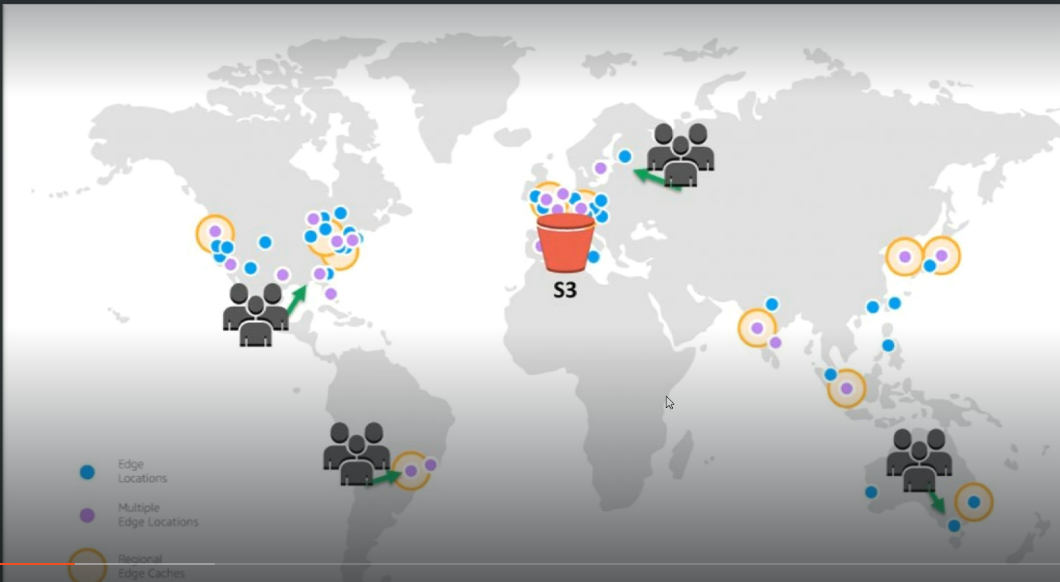 S3
Edge
Locations
Multiple
Edge Locations
Regional
Edge Caches